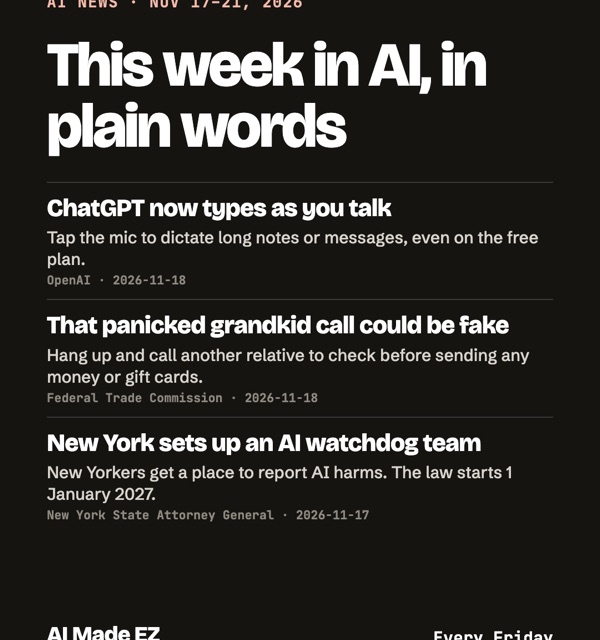 AI NEWS · NOV 17–21, 2026
This week in AI, in
plain words
ChatGPT now types as you talk
Tap the mic to dictate long notes or messages, even on the free
plan.
OpenAI · 2026-11-18
That panicked grandkid call could be fake
Hang up and call another relative to check before sending any
money or gift cards.
Federal Trade Commission · 2026-11-18
New York sets up an AI watchdog team
New Yorkers get a place to report AI harms. The law starts 1
January 2027.
New York State Attorney General · 2026-11-17
AI Made EZ
Every Friday